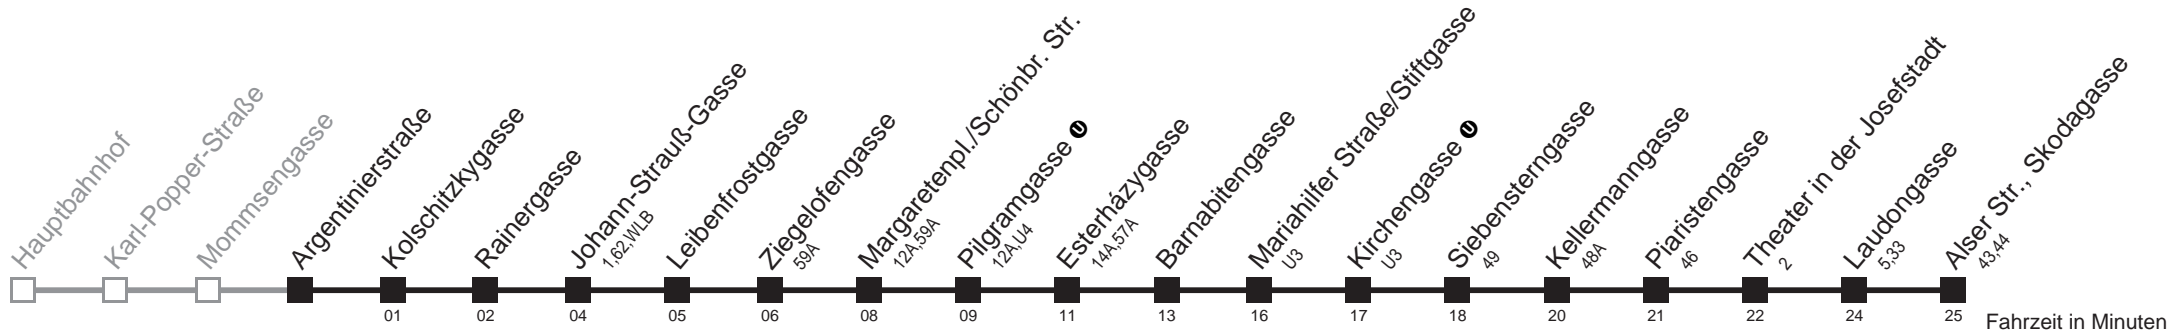 Hauptbahnhof
Karl-Popper-Straße
Mommsengasse
Argentinierstraße
Kolschitzkygasse
Rainergasse
Johann-Strauß-Gasse
1,62,WLB
Leibenfrostgasse
Ziegelofengasse
59A
Margaretenpl./Schönbr. Str.
12A,59A
Pilgramgasse U
12A,U4
Esterházygasse
14A,57A
Barnabitengasse
Mariahilfer Straße/Stiftgasse
U3
Kirchengasse U
U3
Siebensterngasse
49
Kellermanngasse
48A
Piaristengasse
46
Theater in der Josefstadt
2
Laudongasse
5,33
Alser Str., Skodagasse
43,44
01 02 04 05 06 08 09 11 13 16 17 18 20 21 22 24 25 Fahrzeit in Minuten